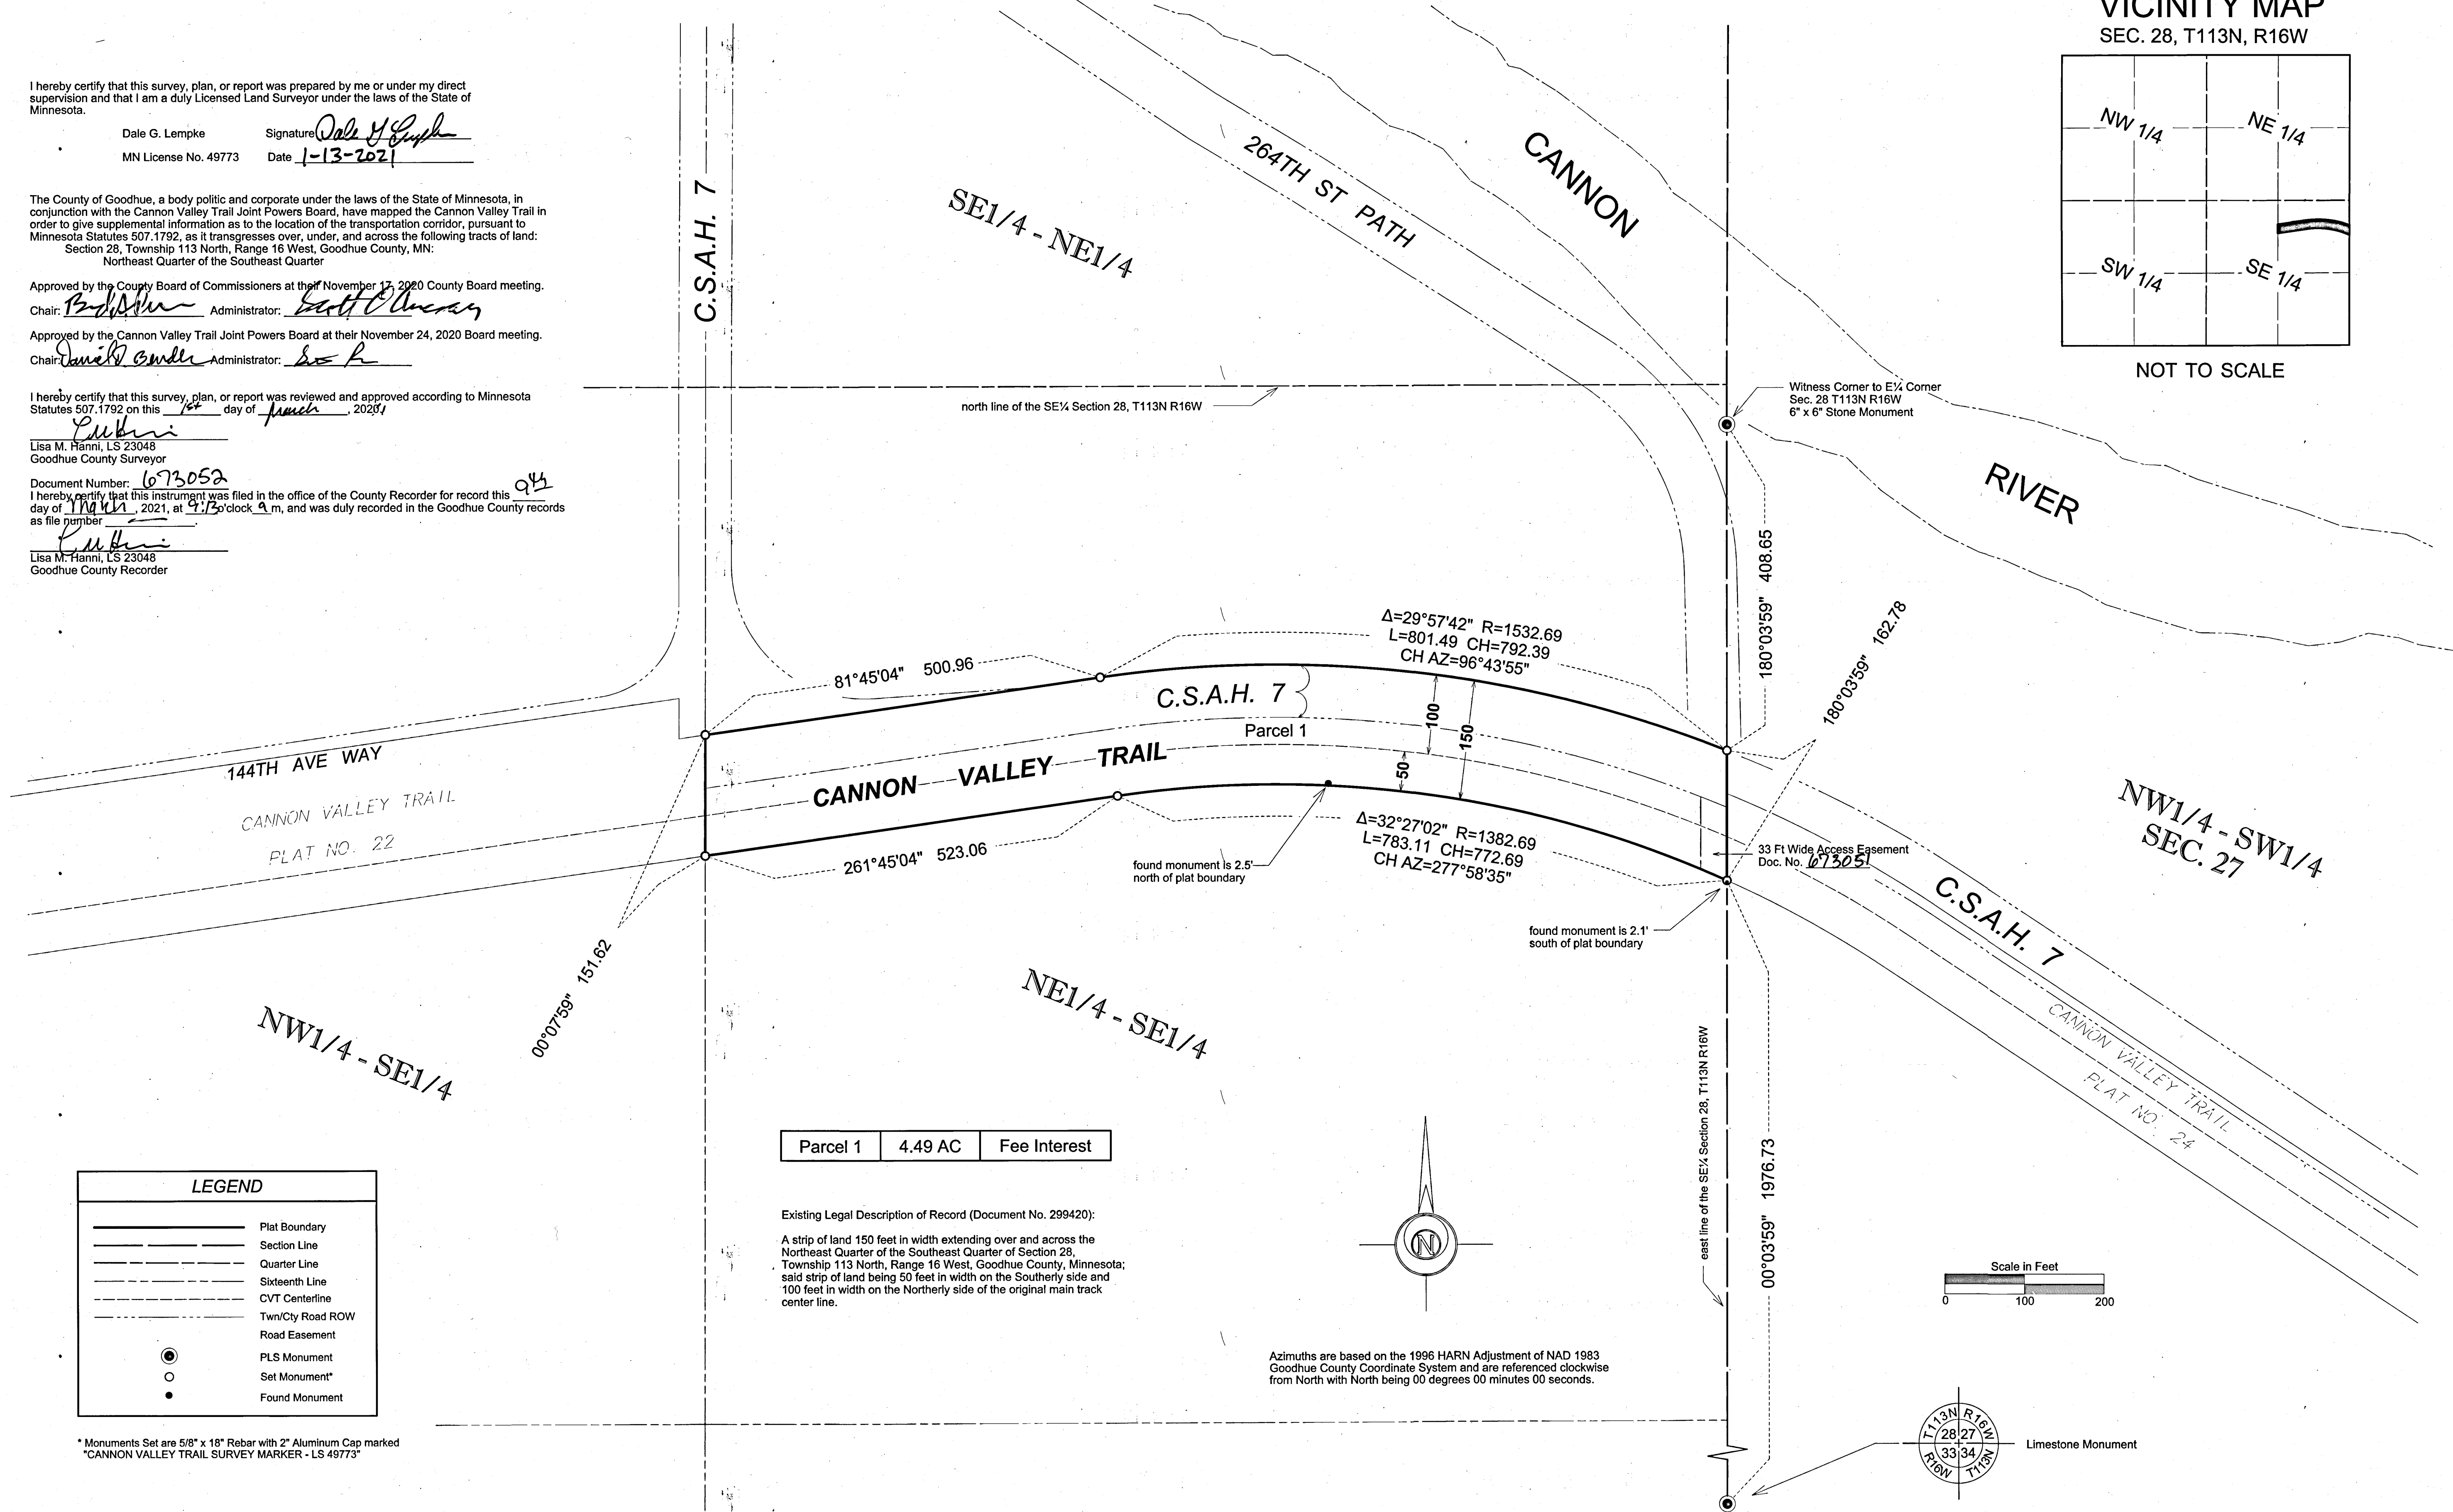 I hereby certify that this survey, plan, or report was prepared by me or under my direct
supervision and that I am a duly Licensed Land Surveyor under the laws of the State of
Minnesota.
Dale G. Lempke Signature
MN License No. 49773 Date 1-13-2021
The County of Goodhue, a body politic and corporate under the laws of the State of Minnesota, in
conjunction with the Cannon Valley Trail Joint Powers Board, have mapped the Cannon Valley Trail in
order to give supplemental information as to the location of the transportation corridor, pursuant to
Minnesota Statutes 507.1792, as it transgresses over, under, and across the following tracts of land:
Section 28, Township 113 North, Range 16 West, Goodhue County, MN:
Northeast Quarter of the Southeast Quarter
Approved by the County Board of Commissioners at their November 17, 2020 County Board meeting.
Chair: Administrator:
Approved by the Cannon Valley Trail Joint Powers Board at their November 24, 2020 Board meeting.
Chair: Administrator:
I hereby certify that this survey, plan, or report was reviewed and approved according to Minnesota
Statutes 507.1792 on this 1st day of March, 2021
Lisa M. Hanni, LS 23048
Goodhue County Surveyor
Document Number: 673052
I hereby certify that this instrument was filed in the office of the County Recorder for record this 9th
day of March, 2021, at 9:13 o'clock a m, and was duly recorded in the Goodhue County records
as file number .
Lisa M. Hanni, LS 23048
Goodhue County Recorder
VICINITY MAP
SEC. 28, T113N, R16W
NW 1/4
NE 1/4
SW 1/4
SE 1/4
NOT TO SCALE
C.S.A.H. 7
SE1/4 - NE1/4
264TH ST PATH
CANNON
RIVER
north line of the SE¼ Section 28, T113N R16W
Witness Corner to E¼ Corner
Sec. 28 T113N R16W
6" x 6" Stone Monument
180°03'59" 408.65
180°03'59" 162.78
81°45'04" 500.96
Δ=29°57'42" R=1532.69
L=801.49 CH=792.39
CH AZ=96°43'55"
C.S.A.H. 7
Parcel 1
100
150
50
CANNON VALLEY TRAIL
144TH AVE WAY
CANNON VALLEY TRAIL
PLAT NO. 22
261°45'04" 523.06
found monument is 2.5'
north of plat boundary
Δ=32°27'02" R=1382.69
L=783.11 CH=772.69
CH AZ=277°58'35"
33 Ft Wide Access Easement
Doc. No. 673051
found monument is 2.1'
south of plat boundary
NW1/4 - SW1/4
SEC. 27
C.S.A.H. 7
CANNON VALLEY TRAIL
PLAT NO. 24
00°07'59" 151.62
NW1/4 - SE1/4
NE1/4 - SE1/4
east line of the SE¼ Section 28, T113N R16W
00°03'59" 1976.73
Parcel 1 4.49 AC Fee Interest
Existing Legal Description of Record (Document No. 299420):
A strip of land 150 feet in width extending over and across the
Northeast Quarter of the Southeast Quarter of Section 28,
Township 113 North, Range 16 West, Goodhue County, Minnesota;
said strip of land being 50 feet in width on the Southerly side and
100 feet in width on the Northerly side of the original main track
center line.
N
LEGEND
Plat Boundary
Section Line
Quarter Line
Sixteenth Line
CVT Centerline
Twn/Cty Road ROW
Road Easement
PLS Monument
Set Monument*
Found Monument
* Monuments Set are 5/8" x 18" Rebar with 2" Aluminum Cap marked
"CANNON VALLEY TRAIL SURVEY MARKER - LS 49773"
Azimuths are based on the 1996 HARN Adjustment of NAD 1983
Goodhue County Coordinate System and are referenced clockwise
from North with North being 00 degrees 00 minutes 00 seconds.
Scale in Feet
0 100 200
T113N R16W
28 27
33 34
R16W T113N
Limestone Monument